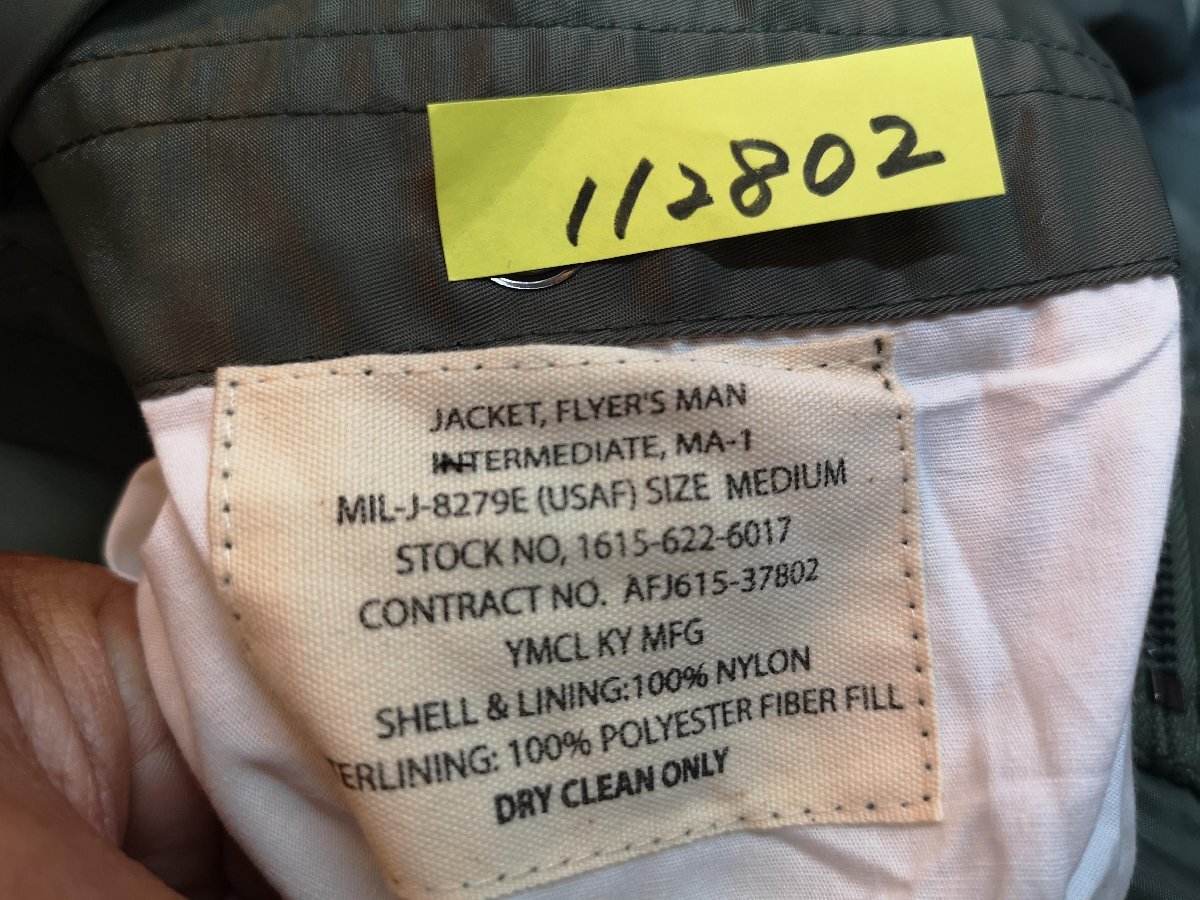 112802
JACKET, FLYER'S MAN
INTERMEDIATE, MA-1
MIL-J-8279E (USAF) SIZE MEDIUM
STOCK NO, 1615-622-6017
CONTRACT NO. AFJ615-37802
YMCL KY MFG
SHELL & LINING:100% NYLON
TERLINING: 100% POLYESTER FIBER FILL
DRY CLEAN ONLY